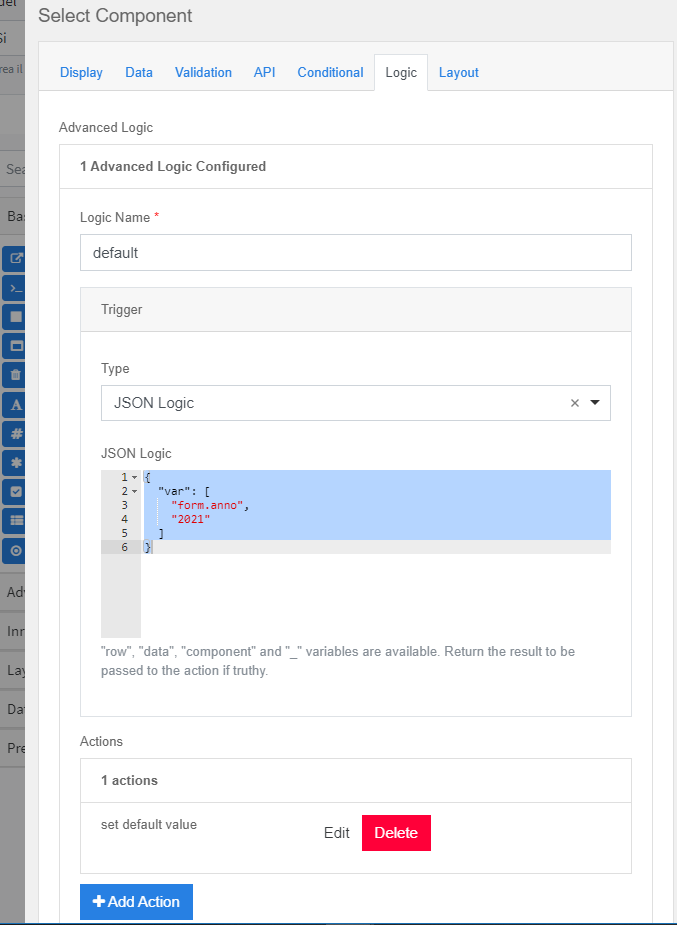 Select Component
Display Data Validation API Conditional Logic Layout
Advanced Logic
1 Advanced Logic Configured
Logic Name *
default
Trigger
Type
JSON Logic × 
JSON Logic
1 {
2 "var": [
3 "form.anno",
4 "2021"
5 ]
6 }
"row", "data", "component" and "_" variables are available. Return the result to be
passed to the action if truthy.
Actions
1 actions
set default value
Edit Delete
+ Add Action